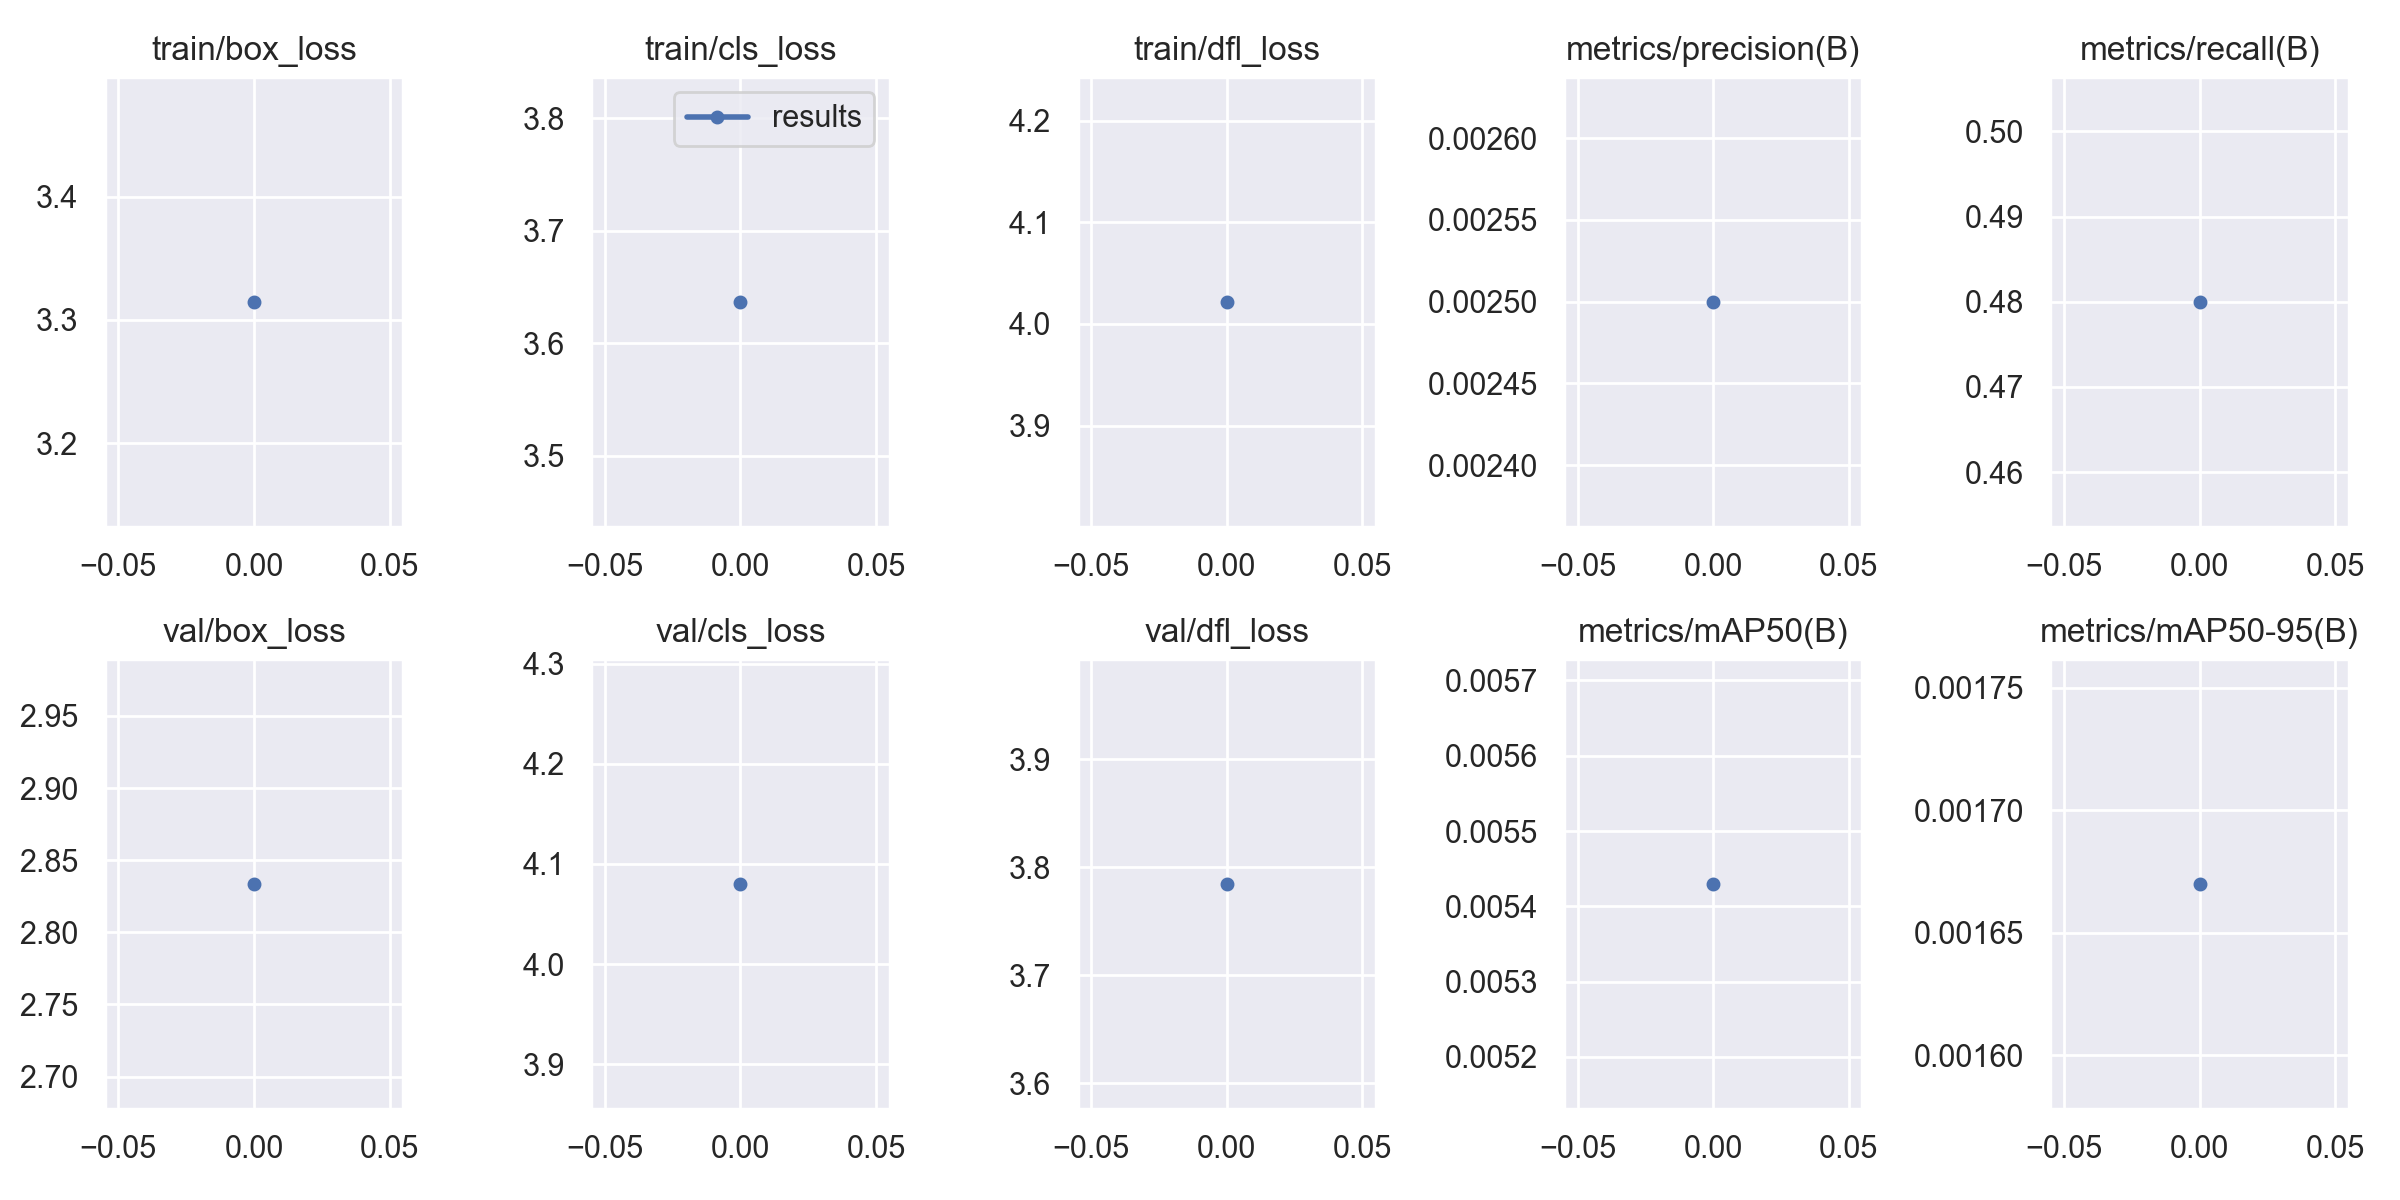 train/box_loss
3.4
3.3
3.2
−0.05 0.00 0.05
train/cls_loss
results
3.8
3.7
3.6
3.5
−0.05 0.00 0.05
train/dfl_loss
4.2
4.1
4.0
3.9
−0.05 0.00 0.05
metrics/precision(B)
0.00260
0.00255
0.00250
0.00245
0.00240
−0.05 0.00 0.05
metrics/recall(B)
0.50
0.49
0.48
0.47
0.46
−0.05 0.00 0.05
val/box_loss
2.95
2.90
2.85
2.80
2.75
2.70
−0.05 0.00 0.05
val/cls_loss
4.3
4.2
4.1
4.0
3.9
−0.05 0.00 0.05
val/dfl_loss
3.9
3.8
3.7
3.6
−0.05 0.00 0.05
metrics/mAP50(B)
0.0057
0.0056
0.0055
0.0054
0.0053
0.0052
−0.05 0.00 0.05
metrics/mAP50-95(B)
0.00175
0.00170
0.00165
0.00160
−0.05 0.00 0.05